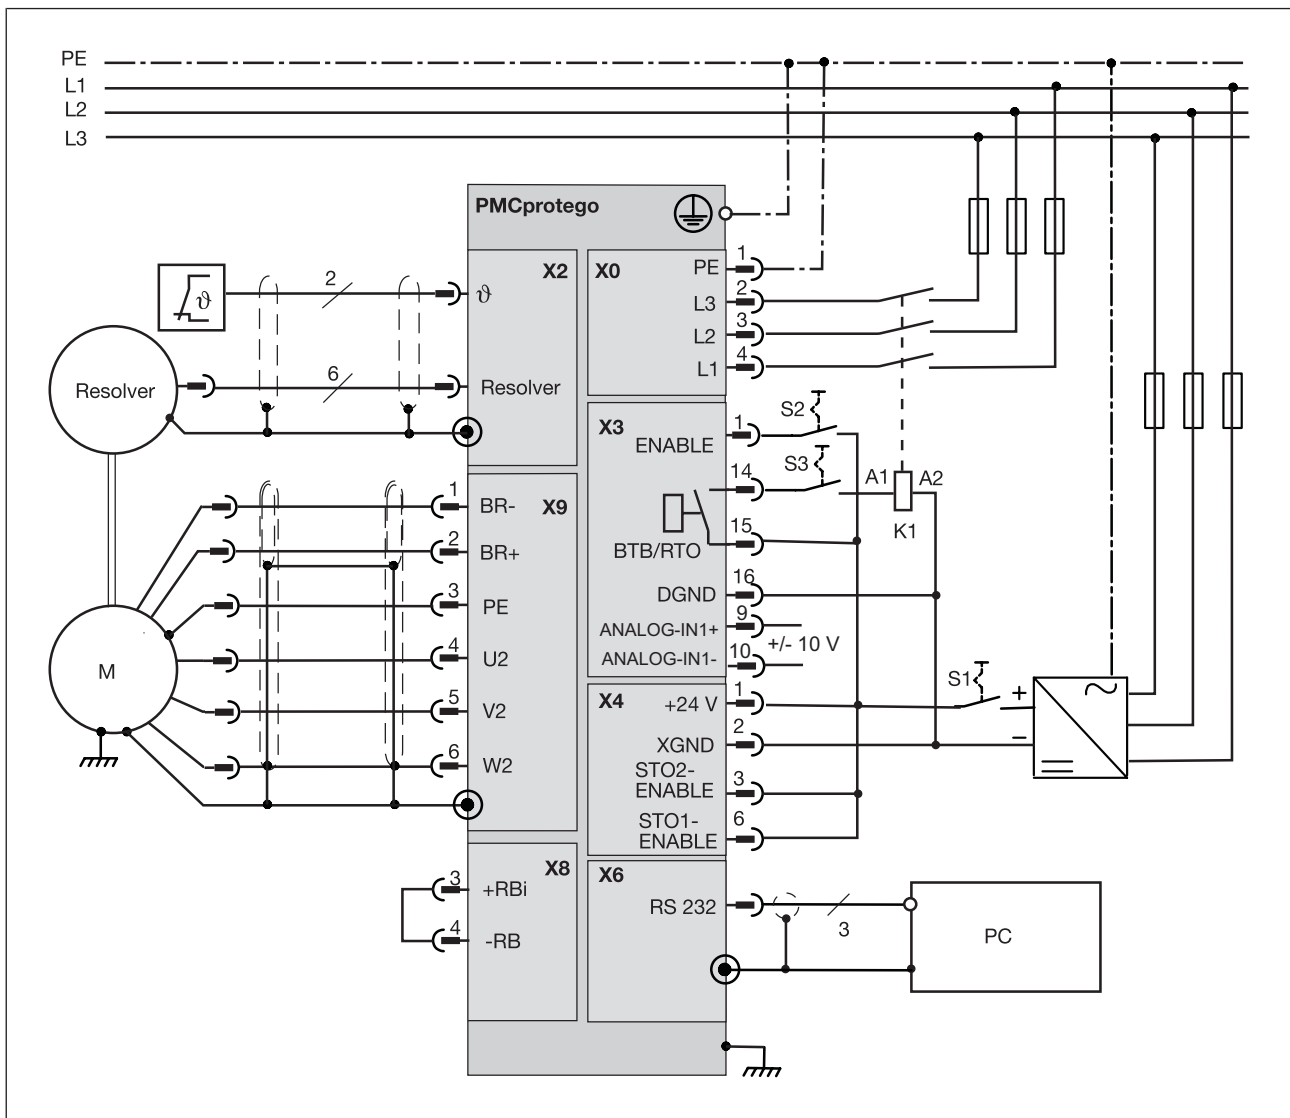 PE
L1
L2
L3
PMCprotego
X2
ϑ
Resolver
X0
1
PE
2
L3
3
L2
4
L1
ϑ
2
Resolver
6
X3
1
ENABLE
S2
14
S3
A1
A2
K1
15
BTB/RTO
16
DGND
9
ANALOG-IN1+
+/- 10 V
10
ANALOG-IN1-
X9
1
BR-
2
BR+
3
PE
4
U2
5
V2
6
W2
M
X4
1
+24 V
S1
+
2
XGND
−
STO2-
3
ENABLE
STO1-
6
ENABLE
X8
3
+RBi
4
-RB
X6
RS 232
3
PC